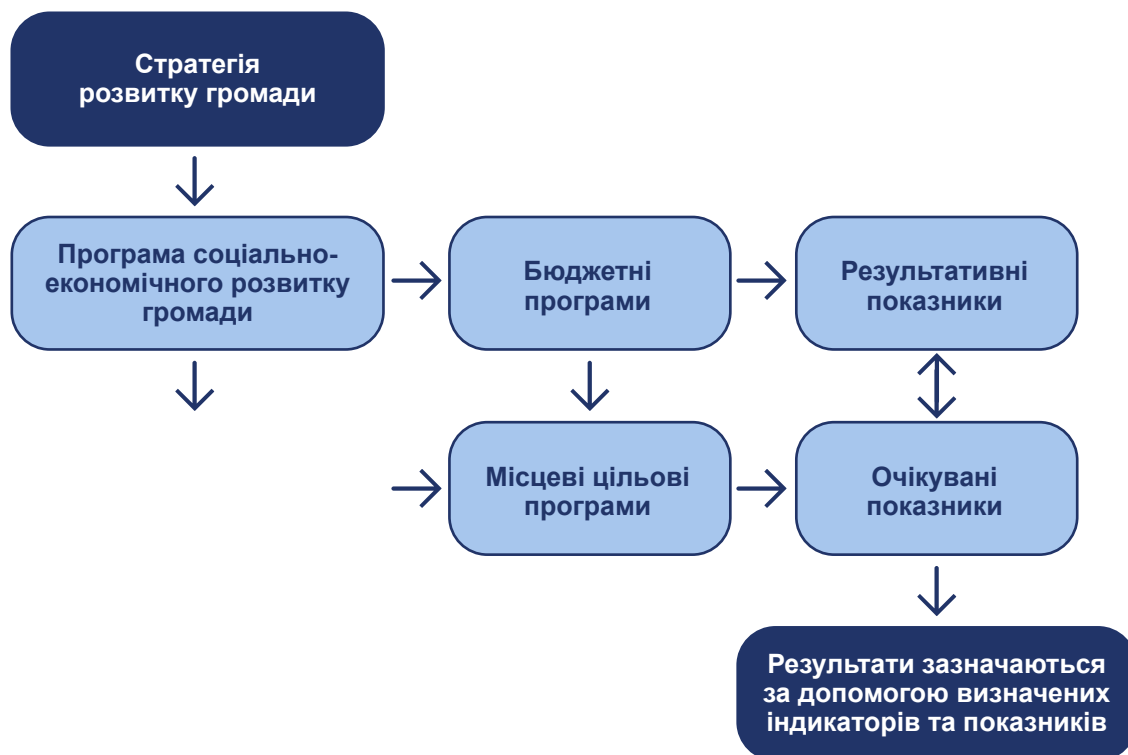 Стратегія
розвитку громади
Програма соціально-
економічного розвитку
громади
Бюджетні
програми
Результативні
показники
Місцеві цільові
програми
Очікувані
показники
Результати зазначаються
за допомогою визначених
індикаторів та показників